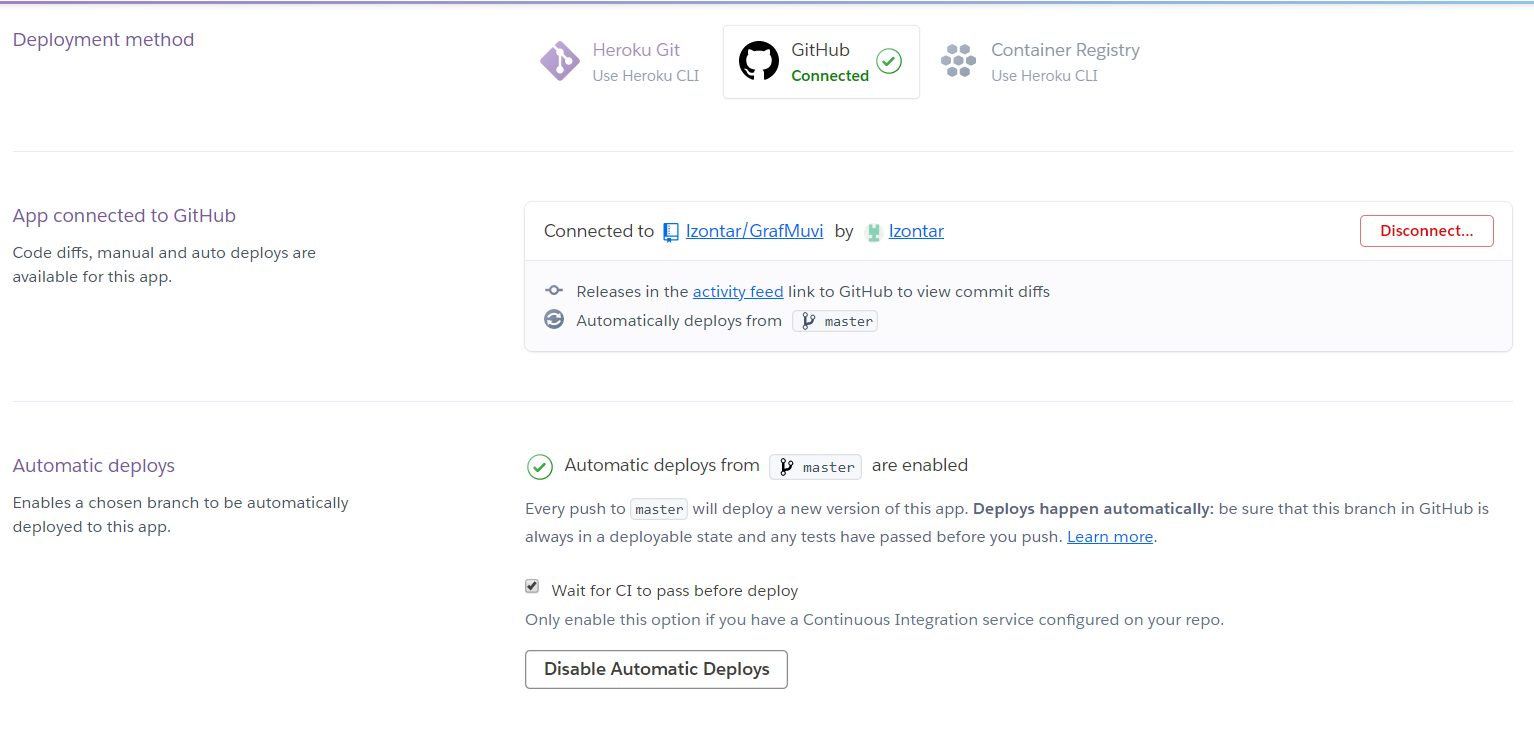 Deployment method
Heroku Git
Use Heroku CLI
GitHub
Connected
Container Registry
Use Heroku CLI
App connected to GitHub
Code diffs, manual and auto deploys are
available for this app.
Connected to Izontar/GrafMuvi by Izontar
Disconnect...
Releases in the activity feed link to GitHub to view commit diffs
Automatically deploys from master
Automatic deploys
Enables a chosen branch to be automatically
deployed to this app.
Automatic deploys from master are enabled
Every push to master will deploy a new version of this app. Deploys happen automatically: be sure that this branch in GitHub is
always in a deployable state and any tests have passed before you push. Learn more.
Wait for CI to pass before deploy
Only enable this option if you have a Continuous Integration service configured on your repo.
Disable Automatic Deploys